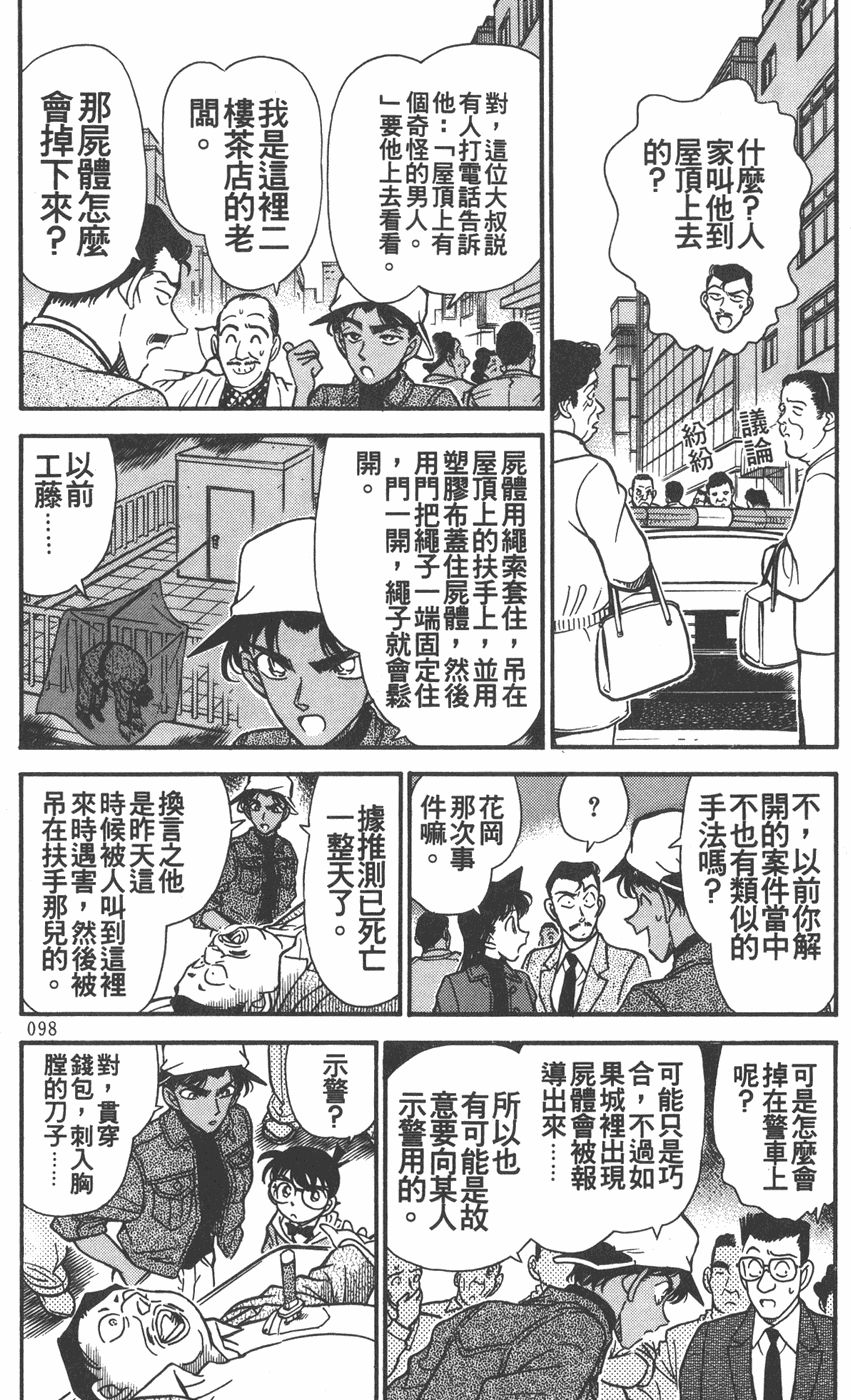 什麼？人
家叫他到
屋頂上去
的？
議論
紛紛
對，這位大叔説
有人打電話告訴
他：「屋頂上有
個奇怪的男人。
」要他上去看看。
我是這裡二
樓茶店的老
闆。
那屍體怎麼
會掉下來？
屍體用繩索套住，吊在
屋頂上的扶手上，並用
塑膠布蓋住屍體，然後
用門把繩子一端固定住
，門一開，繩子就會鬆
開。
以前
工藤……
不，以前你解
開的案件當中
不也有類似的
手法嗎？
？
花岡
那次事
件嘛。
據推測已死亡
一整天了。
換言之他
是昨天這
時候被人叫到這裡
來時遇害，然後被
吊在扶手那兒的。
098
可是怎麼會
掉在警車上
呢？
可能只是巧
合，不過如
果城裡出現
屍體會被報
導出來……
所以也
有可能是故
意要向某人
示警用的。
示警？
對，貫穿
錢包，刺入胸
膛的刀子……